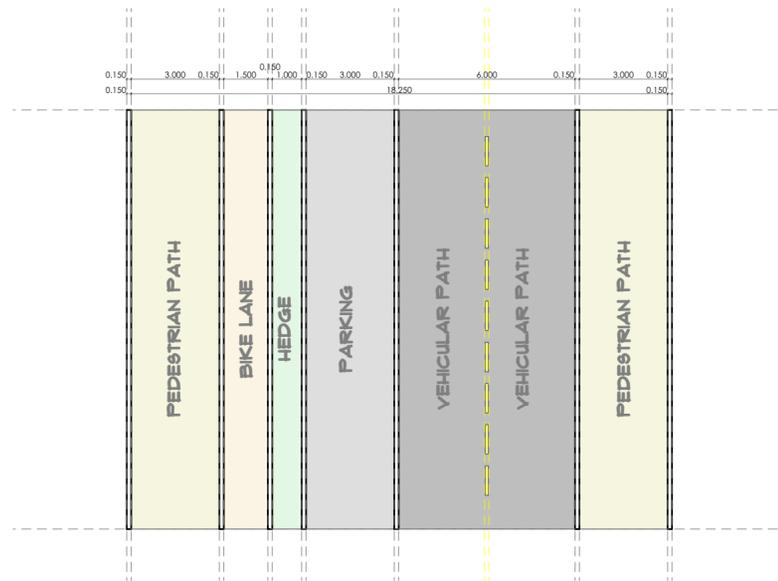 0.150
0.150 3.000 0.150 1.500 1.000 0.150 3.000 0.150 6.000 0.150 3.000 0.150
0.150 18.250 0.150
PEDESTRIAN PATH
BIKE LANE
HEDGE
PARKING
VEHICULAR PATH
VEHICULAR PATH
PEDESTRIAN PATH